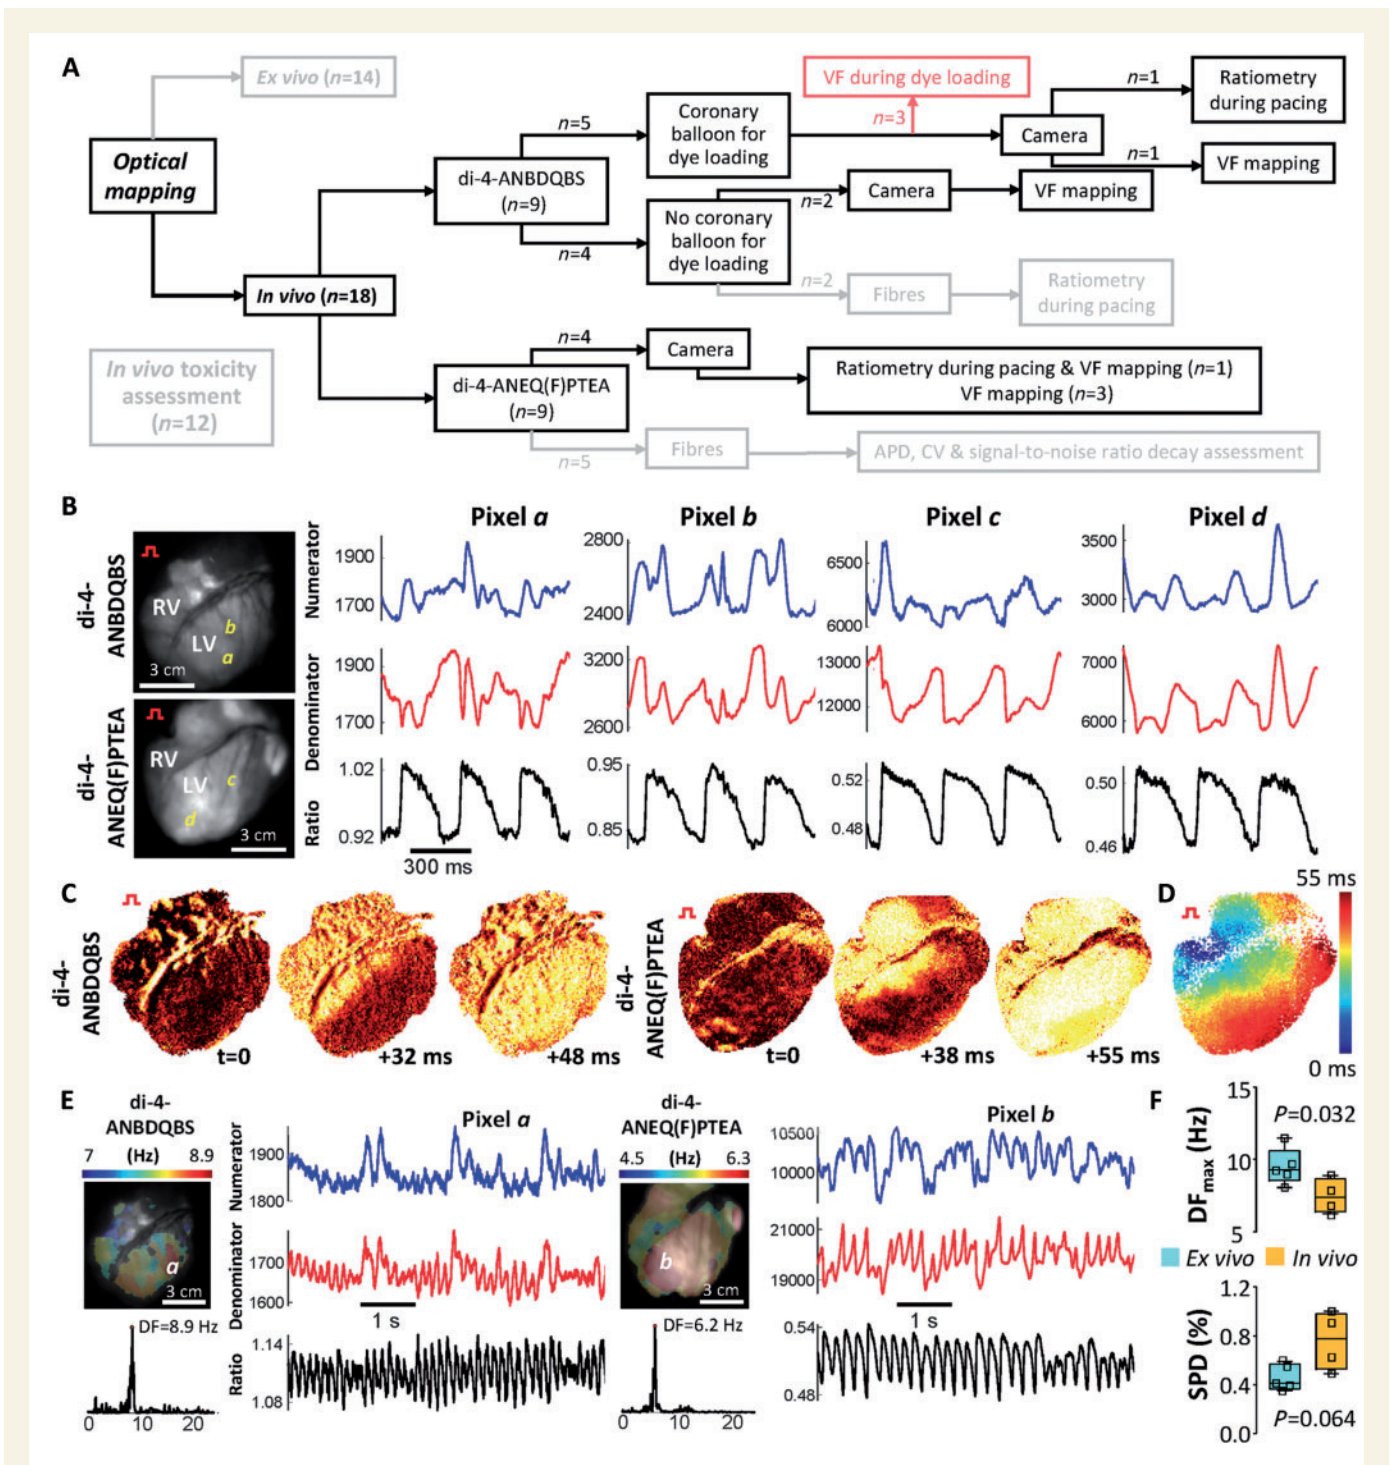 A
Ex vivo (n=14)
Optical
mapping
In vivo (n=18)
In vivo toxicity
assessment
(n=12)
di-4-ANBDQBS
(n=9)
n=5
n=4
Coronary
balloon for
dye loading
No coronary
balloon for
dye loading
VF during dye loading
n=3
Camera
n=1
Ratiometry
during pacing
n=1
VF mapping
n=2
Camera
VF mapping
n=2
Fibres
Ratiometry
during pacing
di-4-ANEQ(F)PTEA
(n=9)
n=4
Camera
Ratiometry during pacing & VF mapping (n=1)
VF mapping (n=3)
n=5
Fibres
APD, CV & signal-to-noise ratio decay assessment
B
Pixel a
Pixel b
Pixel c
Pixel d
di-4-
ANBDQBS
RV
LV
b
a
3 cm
di-4-
ANEQ(F)PTEA
RV
LV
c
d
3 cm
Numerator
1900
1700
2800
2400
6500
6000
3500
3000
Denominator
1900
1700
3200
2600
13000
12000
7000
6000
Ratio
1.02
0.92
0.95
0.85
0.52
0.48
0.50
0.46
300 ms
C
di-4-
ANBDQBS
t=0
+32 ms
+48 ms
di-4-
ANEQ(F)PTEA
t=0
+38 ms
+55 ms
D
55 ms
0 ms
E
di-4-
ANBDQBS
7 (Hz) 8.9
a
3 cm
DF=8.9 Hz
0 10 20
Pixel a
Numerator
1900
1800
Denominator
1700
1600
1 s
Ratio
1.14
1.08
di-4-
ANEQ(F)PTEA
4.5 (Hz) 6.3
b
3 cm
DF=6.2 Hz
0 10 20
Pixel b
10500
10000
21000
19000
1 s
0.54
0.48
F
DFmax (Hz)
15
10
5
P=0.032
Ex vivo In vivo
SPD (%)
1.2
0.8
0.4
0.0
P=0.064